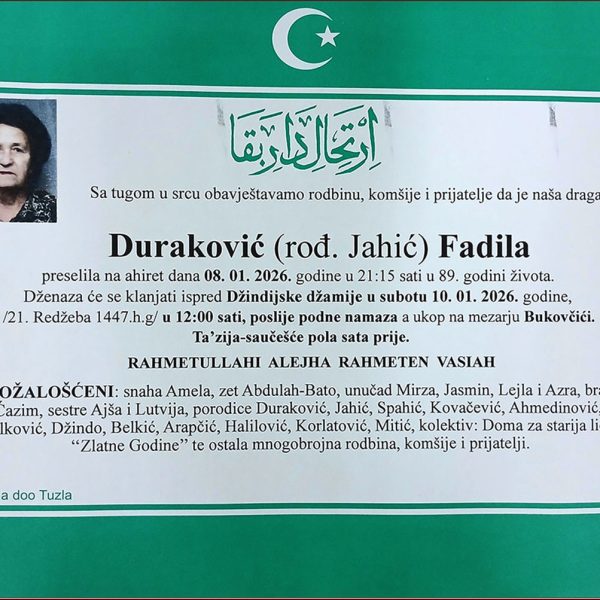 ارتحال دار بقا
Sa tugom u srcu obavještavamo rodbinu, komšije i prijatelje da je naša draga
Duraković (rođ. Jahić) Fadila
preselila na ahiret dana 08. 01. 2026. godine u 21:15 sati u 89. godini života.
Dženaza će se klanjati ispred Džindijske džamije u subotu 10. 01. 2026. godine,
/21. Redžeba 1447.h.g/ u 12:00 sati, poslije podne namaza a ukop na mezarju Bukovčići.
Ta’zija-saučešće pola sata prije.
RAHMETULLAHI ALEJHA RAHMETEN VASIAH
OŽALOŠĆENI: snaha Amela, zet Abdulah-Bato, unučad Mirza, Jasmin, Lejla i Azra, bra
Ćazim, sestre Ajša i Lutvija, porodice Duraković, Jahić, Spahić, Kovačević, Ahmedinović,
lković, Džindo, Belkić, Arapčić, Halilović, Korlatović, Mitić, kolektiv: Doma za starija li
“Zlatne Godine” te ostala mnogobrojna rodbina, komšije i prijatelji.
a doo Tuzla